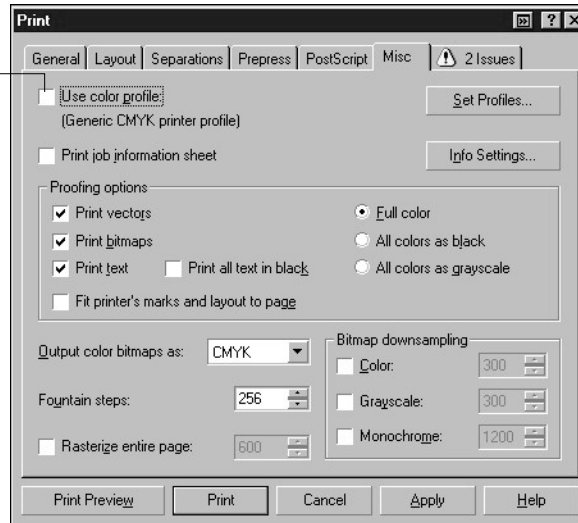 Print
General Layout Separations Prepress PostScript Misc 2 Issues
Use color profile: Set Profiles...
(Generic CMYK printer profile)
Print job information sheet Info Settings...
Proofing options
Print vectors Full color
Print bitmaps All colors as black
Print text Print all text in black All colors as grayscale
Fit printer's marks and layout to page
Output color bitmaps as: CMYK Bitmap downsampling
Color: 300
Fountain steps: 256 Grayscale: 300
Rasterize entire page: 600 Monochrome: 1200
Print Preview Print Cancel Apply Help